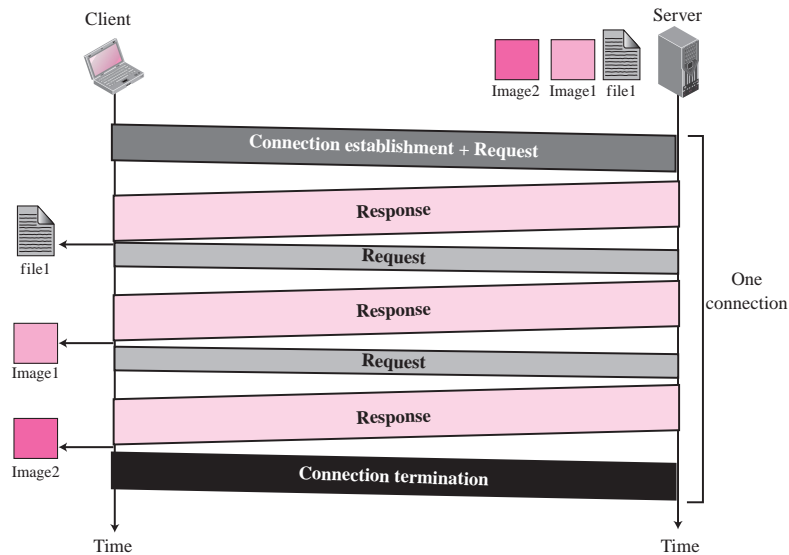 Client
Server
Image2
Image1
file1
Connection establishment + Request
Response
file1
Request
Response
Image1
Request
Response
Image2
Connection termination
One
connection
Time
Time